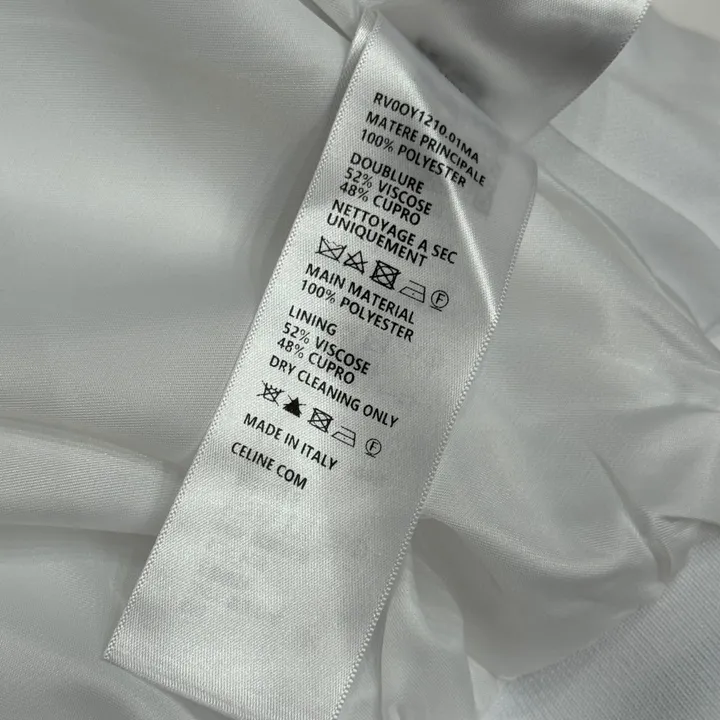 RV0OY1210.01MA
MATERE PRINCIPALE
100% POLYESTER
DOUBLURE
52% VISCOSE
48% CUPRO
NETTOYAGE A SEC
UNIQUEMENT
F
MAIN MATERIAL
100% POLYESTER
LINING
52% VISCOSE
48% CUPRO
DRY CLEANING ONLY
F
MADE IN ITALY
CELINE COM